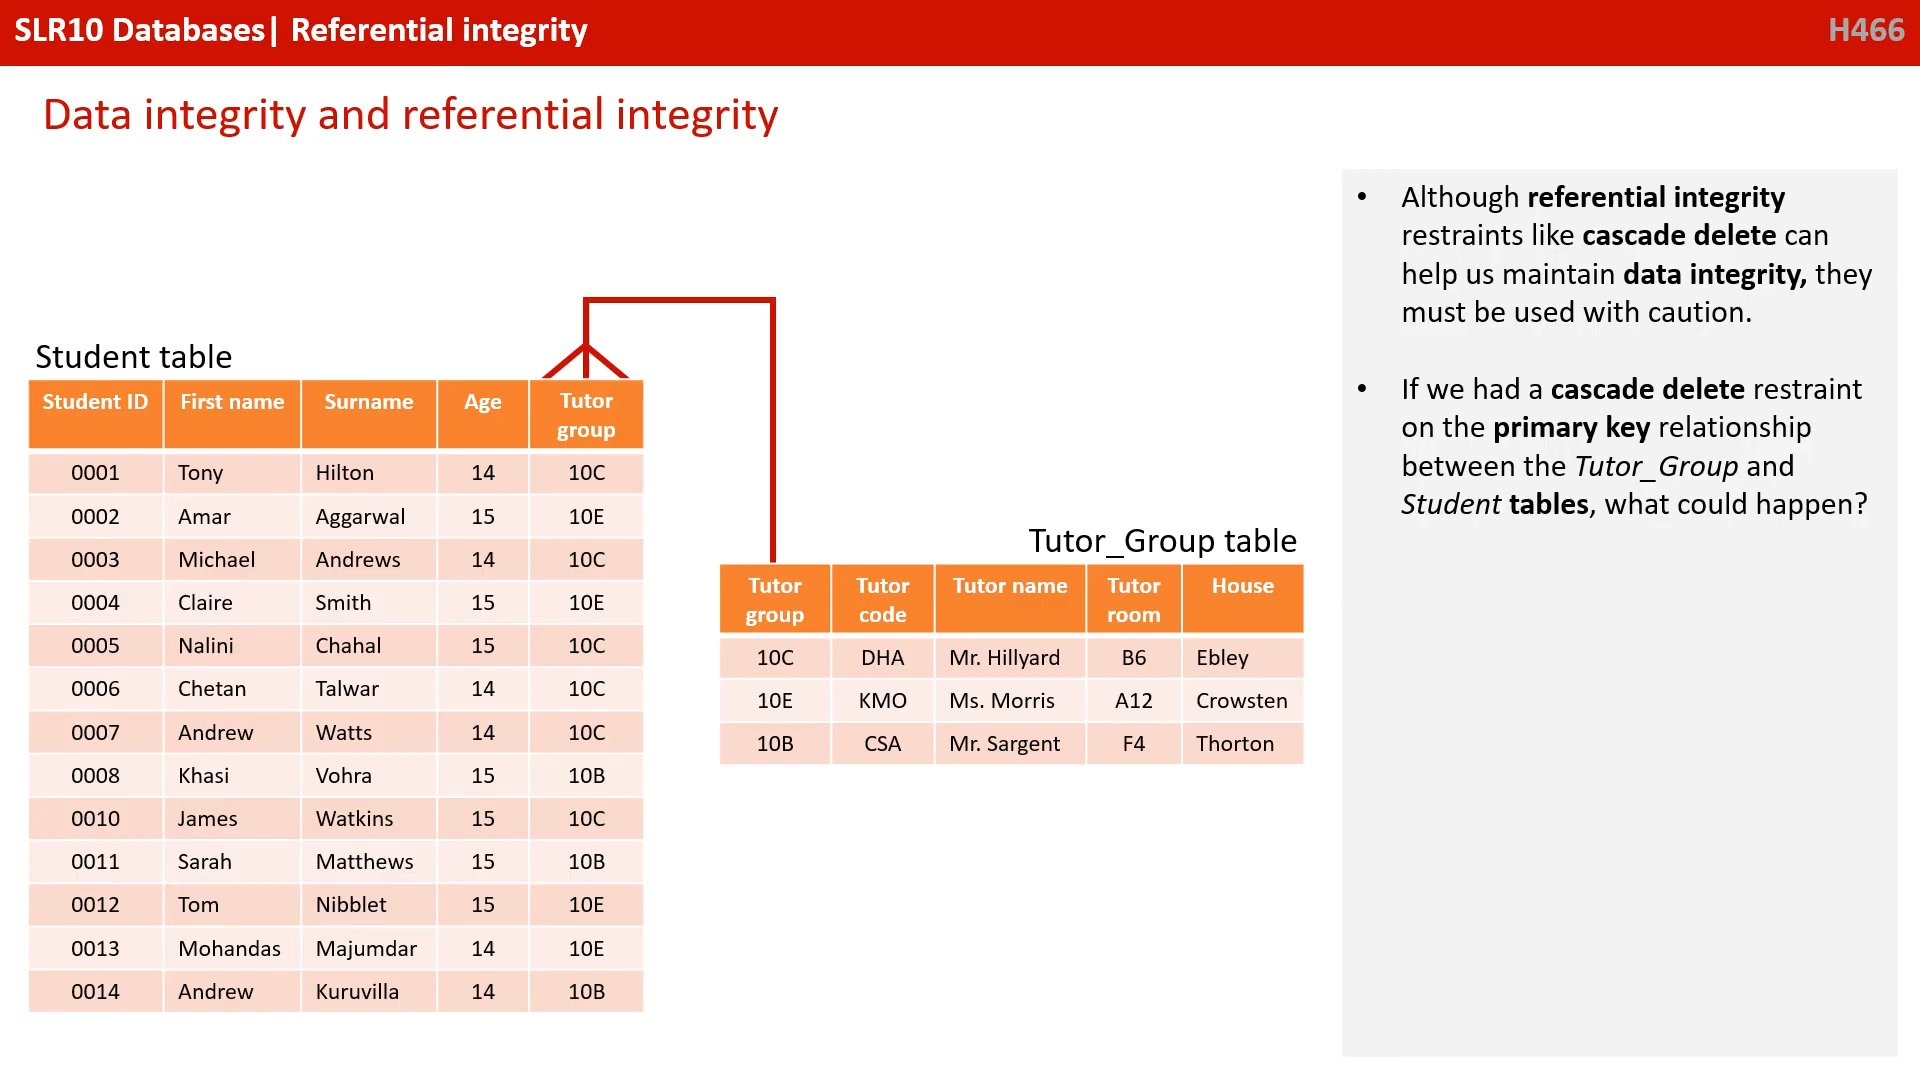 SLR10 Databases| Referential integrity
H466
Data integrity and referential integrity
Student table
Student ID First name Surname Age Tutor group
0001 Tony Hilton 14 10C
0002 Amar Aggarwal 15 10E
0003 Michael Andrews 14 10C
0004 Claire Smith 15 10E
0005 Nalini Chahal 15 10C
0006 Chetan Talwar 14 10C
0007 Andrew Watts 14 10C
0008 Khasi Vohra 15 10B
0010 James Watkins 15 10C
0011 Sarah Matthews 15 10B
0012 Tom Nibblet 15 10E
0013 Mohandas Majumdar 14 10E
0014 Andrew Kuruvilla 14 10B
Tutor_Group table
Tutor group Tutor code Tutor name Tutor room House
10C DHA Mr. Hillyard B6 Ebley
10E KMO Ms. Morris A12 Crowsten
10B CSA Mr. Sargent F4 Thorton
• Although referential integrity
restraints like cascade delete can
help us maintain data integrity, they
must be used with caution.
• If we had a cascade delete restraint
on the primary key relationship
between the Tutor_Group and
Student tables, what could happen?